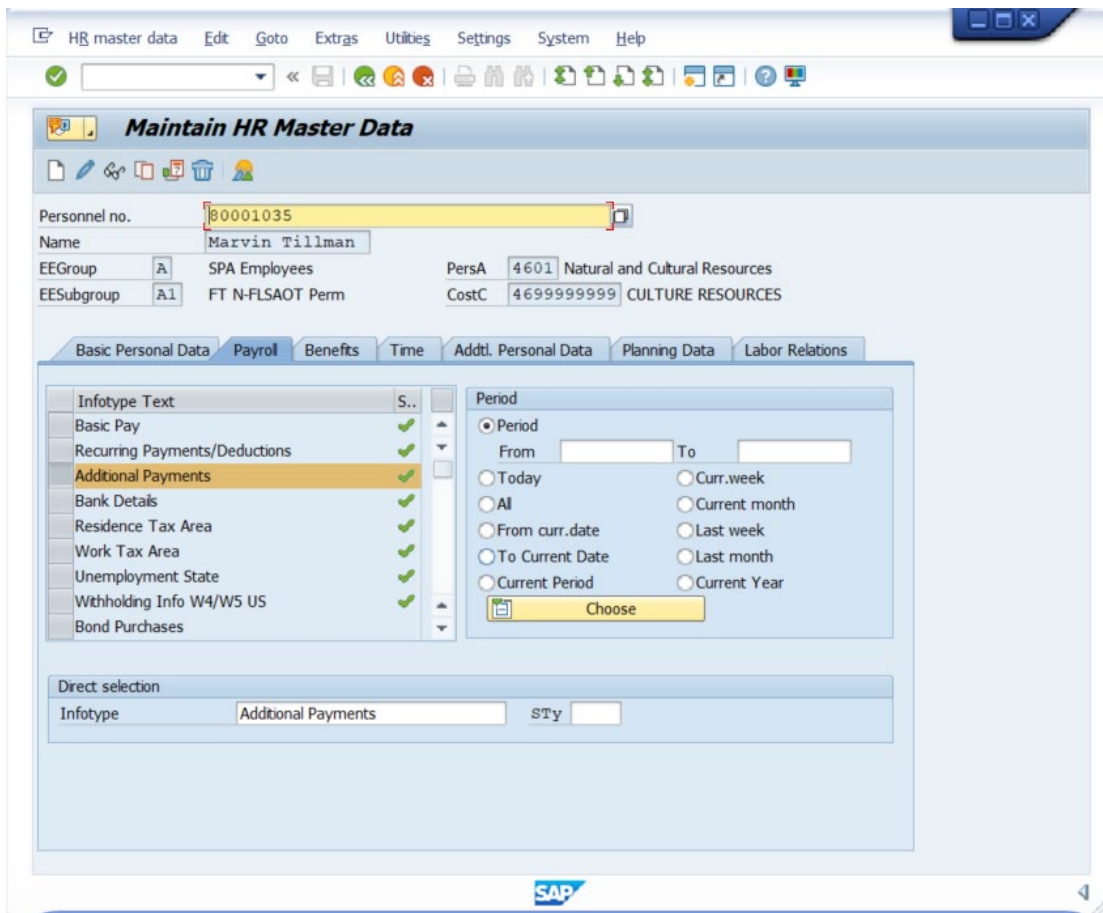 HR master data Edit Goto Extras Utilities Settings System Help
Maintain HR Master Data
Personnel no. 80001035
Name Marvin Tillman
EEGroup A SPA Employees PersA 4601 Natural and Cultural Resources
EESubgroup A1 FT N-FLSAOT Perm CostC 4699999999 CULTURE RESOURCES
Basic Personal Data Payroll Benefits Time Addtl. Personal Data Planning Data Labor Relations
Infotype Text S..
Basic Pay
Recurring Payments/Deductions
Additional Payments
Bank Details
Residence Tax Area
Work Tax Area
Unemployment State
Withholding Info W4/W5 US
Bond Purchases
Period
Period
From To
Today Curr.week
All Current month
From curr.date Last week
To Current Date Last month
Current Period Current Year
Choose
Direct selection
Infotype Additional Payments STy
SAP